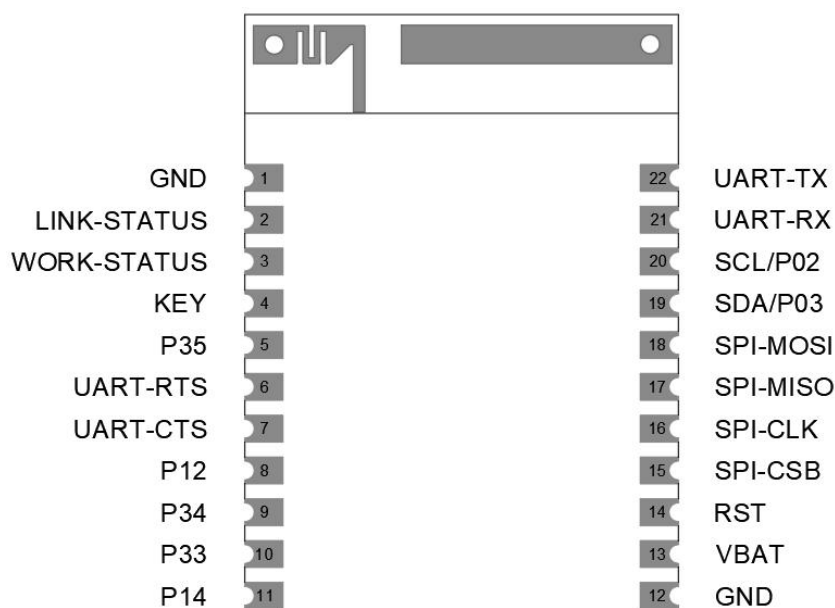 GND 1 22 UART-TX
LINK-STATUS 2 21 UART-RX
WORK-STATUS 3 20 SCL/P02
KEY 4 19 SDA/P03
P35 5 18 SPI-MOSI
UART-RTS 6 17 SPI-MISO
UART-CTS 7 16 SPI-CLK
P12 8 15 SPI-CSB
P34 9 14 RST
P33 10 13 VBAT
P14 11 12 GND